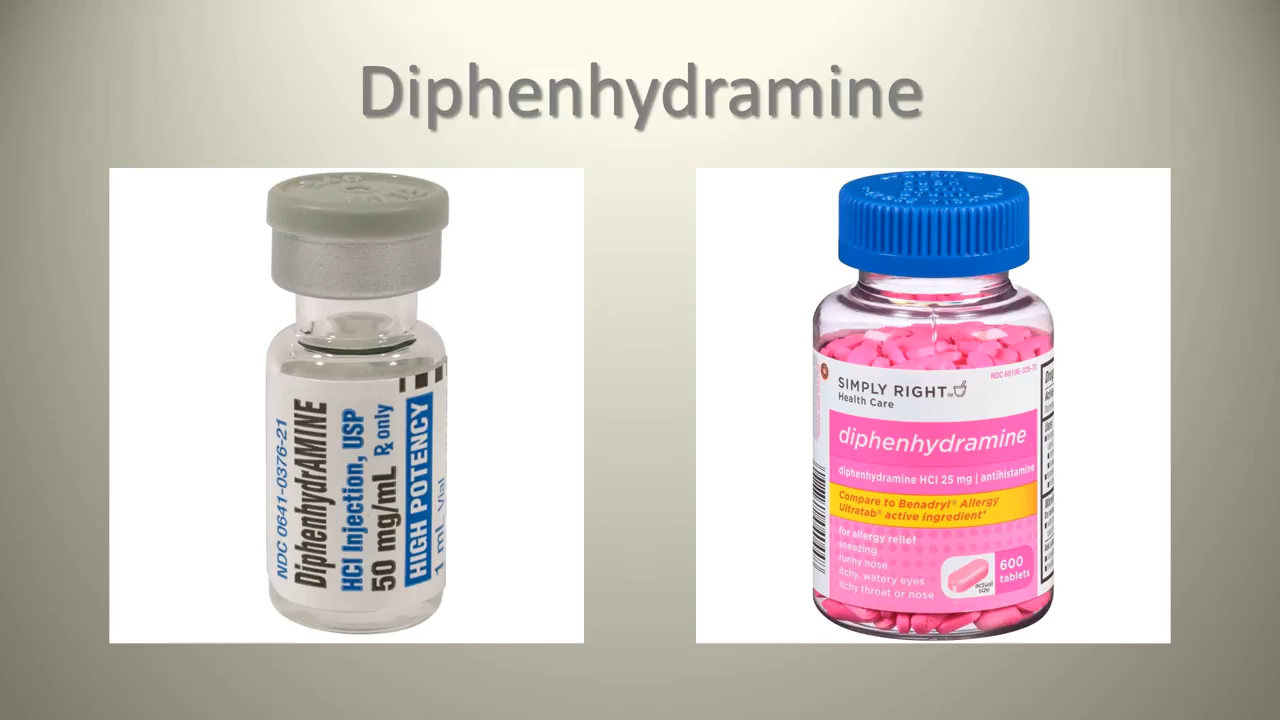 Diphenhydramine
NDC 0641-0376-21
DiphenhydrAMINE
HCl Injection, USP
50 mg/mL Rx only
HIGH POTENCY
1 mL Vial
SIMPLY RIGHT™
Health Care
diphenhydramine
diphenhydramine HCl 25 mg | antihistamine
Compare to Benadryl® Allergy
Ultratab® active ingredient*
for allergy relief
sneezing
runny nose
itchy, watery eyes
itchy throat or nose
actual
size
600
tablets